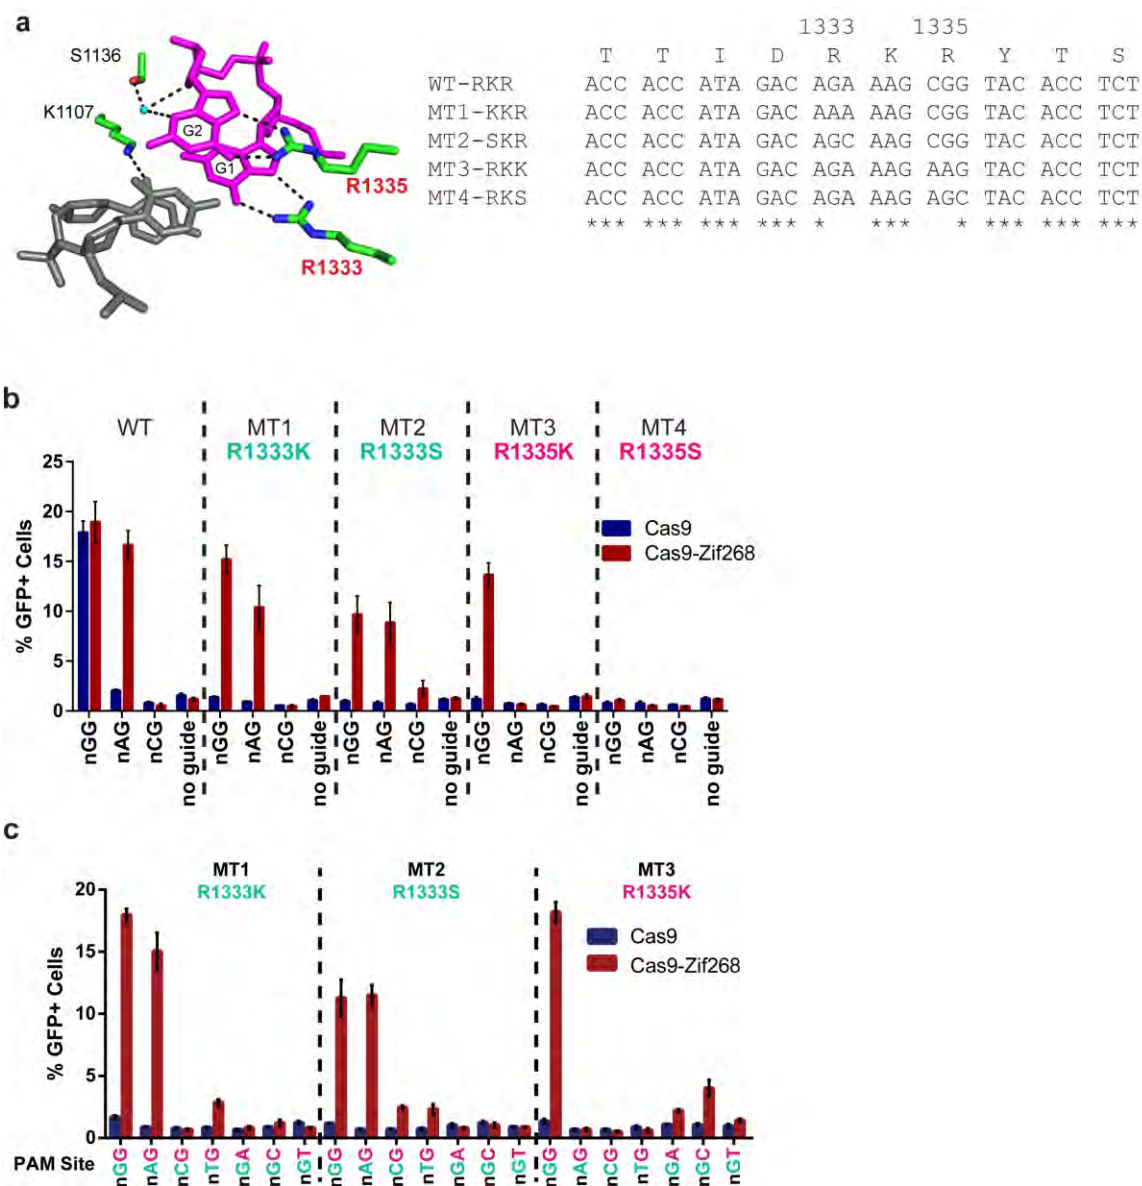 a
S1136
K1107
G2
G1
R1335
R1333
1333 1335
T T I D R K R Y T S
WT-RKR ACC ACC ATA GAC AGA AAG CGG TAC ACC TCT
MT1-KKR ACC ACC ATA GAC AAA AAG CGG TAC ACC TCT
MT2-SKR ACC ACC ATA GAC AGC AAG CGG TAC ACC TCT
MT3-RKK ACC ACC ATA GAC AGA AAG AAG TAC ACC TCT
MT4-RKS ACC ACC ATA GAC AGA AAG AGC TAC ACC TCT
*** *** *** *** * *** * *** *** ***
b
WT MT1 MT2 MT3 MT4
R1333K R1333S R1335K R1335S
% GFP+ Cells
25
20
15
10
5
0
Cas9
Cas9-Zif268
nGG nAG nCG no guide nGG nAG nCG no guide nGG nAG nCG no guide nGG nAG nCG no guide nGG nAG nCG no guide
c
MT1 MT2 MT3
R1333K R1333S R1335K
% GFP+ Cells
20
15
10
5
0
Cas9
Cas9-Zif268
PAM Site nGG nAG nCG nTG nGA nGC nGT nGG nAG nCG nTG nGA nGC nGT nGG nAG nCG nTG nGA nGC nGT